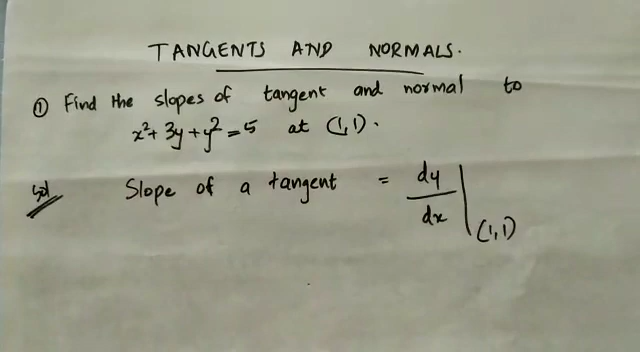 TANGENTS AND NORMALS.
① Find the slopes of tangent and normal to
x²+ 3y + y² = 5 at (1,1).
Sol Slope of a tangent = dy/dx |(1,1)